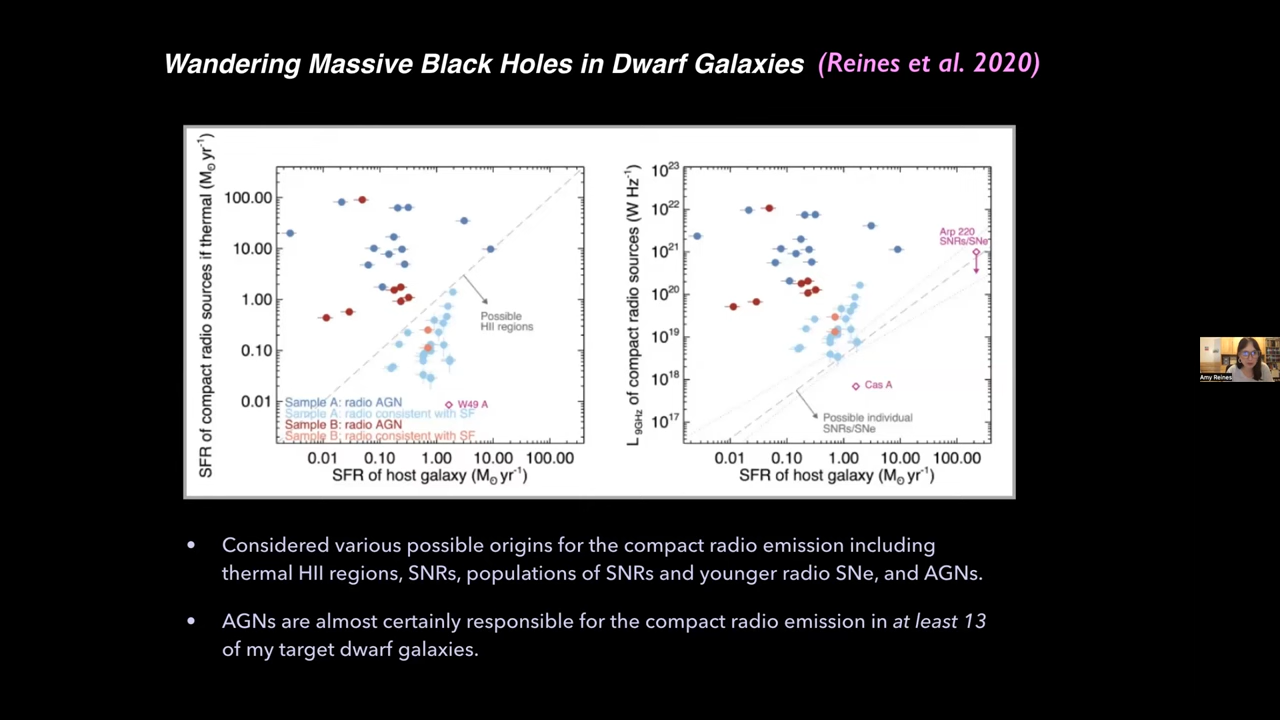 Wandering Massive Black Holes in Dwarf Galaxies (Reines et al. 2020)
SFR of compact radio sources if thermal (M⊙ yr⁻¹)
100.00
10.00
1.00
0.10
0.01
Possible
HII regions
W49 A
Sample A: radio AGN
Sample A: radio consistent with SF
Sample B: radio AGN
Sample B: radio consistent with SF
0.01 0.10 1.00 10.00 100.00
SFR of host galaxy (M⊙ yr⁻¹)
L9GHz of compact radio sources (W Hz⁻¹)
10²³
10²²
10²¹
10²⁰
10¹⁹
10¹⁸
10¹⁷
Arp 220
SNRs/SNe
Cas A
Possible individual
SNRs/SNe
0.01 0.10 1.00 10.00 100.00
SFR of host galaxy (M⊙ yr⁻¹)
Amy Reines
• Considered various possible origins for the compact radio emission including
thermal HII regions, SNRs, populations of SNRs and younger radio SNe, and AGNs.
• AGNs are almost certainly responsible for the compact radio emission in at least 13
of my target dwarf galaxies.